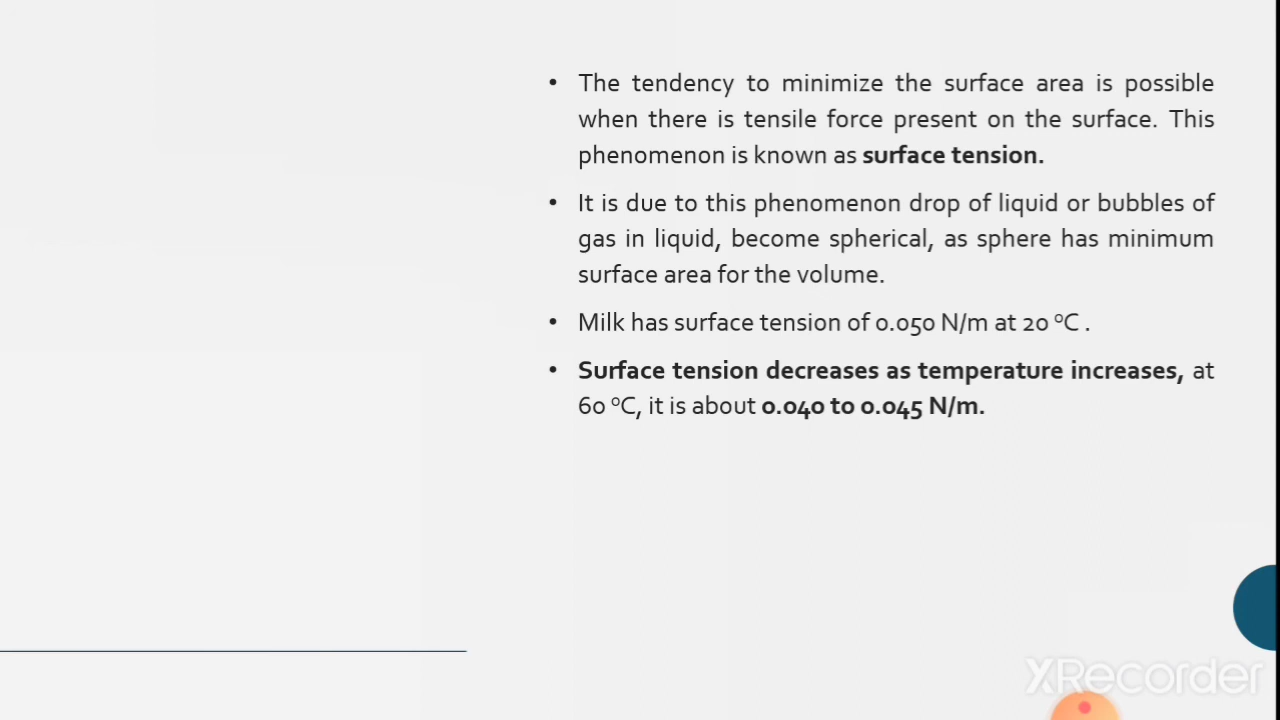 • The tendency to minimize the surface area is possible
when there is tensile force present on the surface. This
phenomenon is known as surface tension.
• It is due to this phenomenon drop of liquid or bubbles of
gas in liquid, become spherical, as sphere has minimum
surface area for the volume.
• Milk has surface tension of 0.050 N/m at 20 °C .
• Surface tension decreases as temperature increases, at
60 °C, it is about 0.040 to 0.045 N/m.
XRecorder